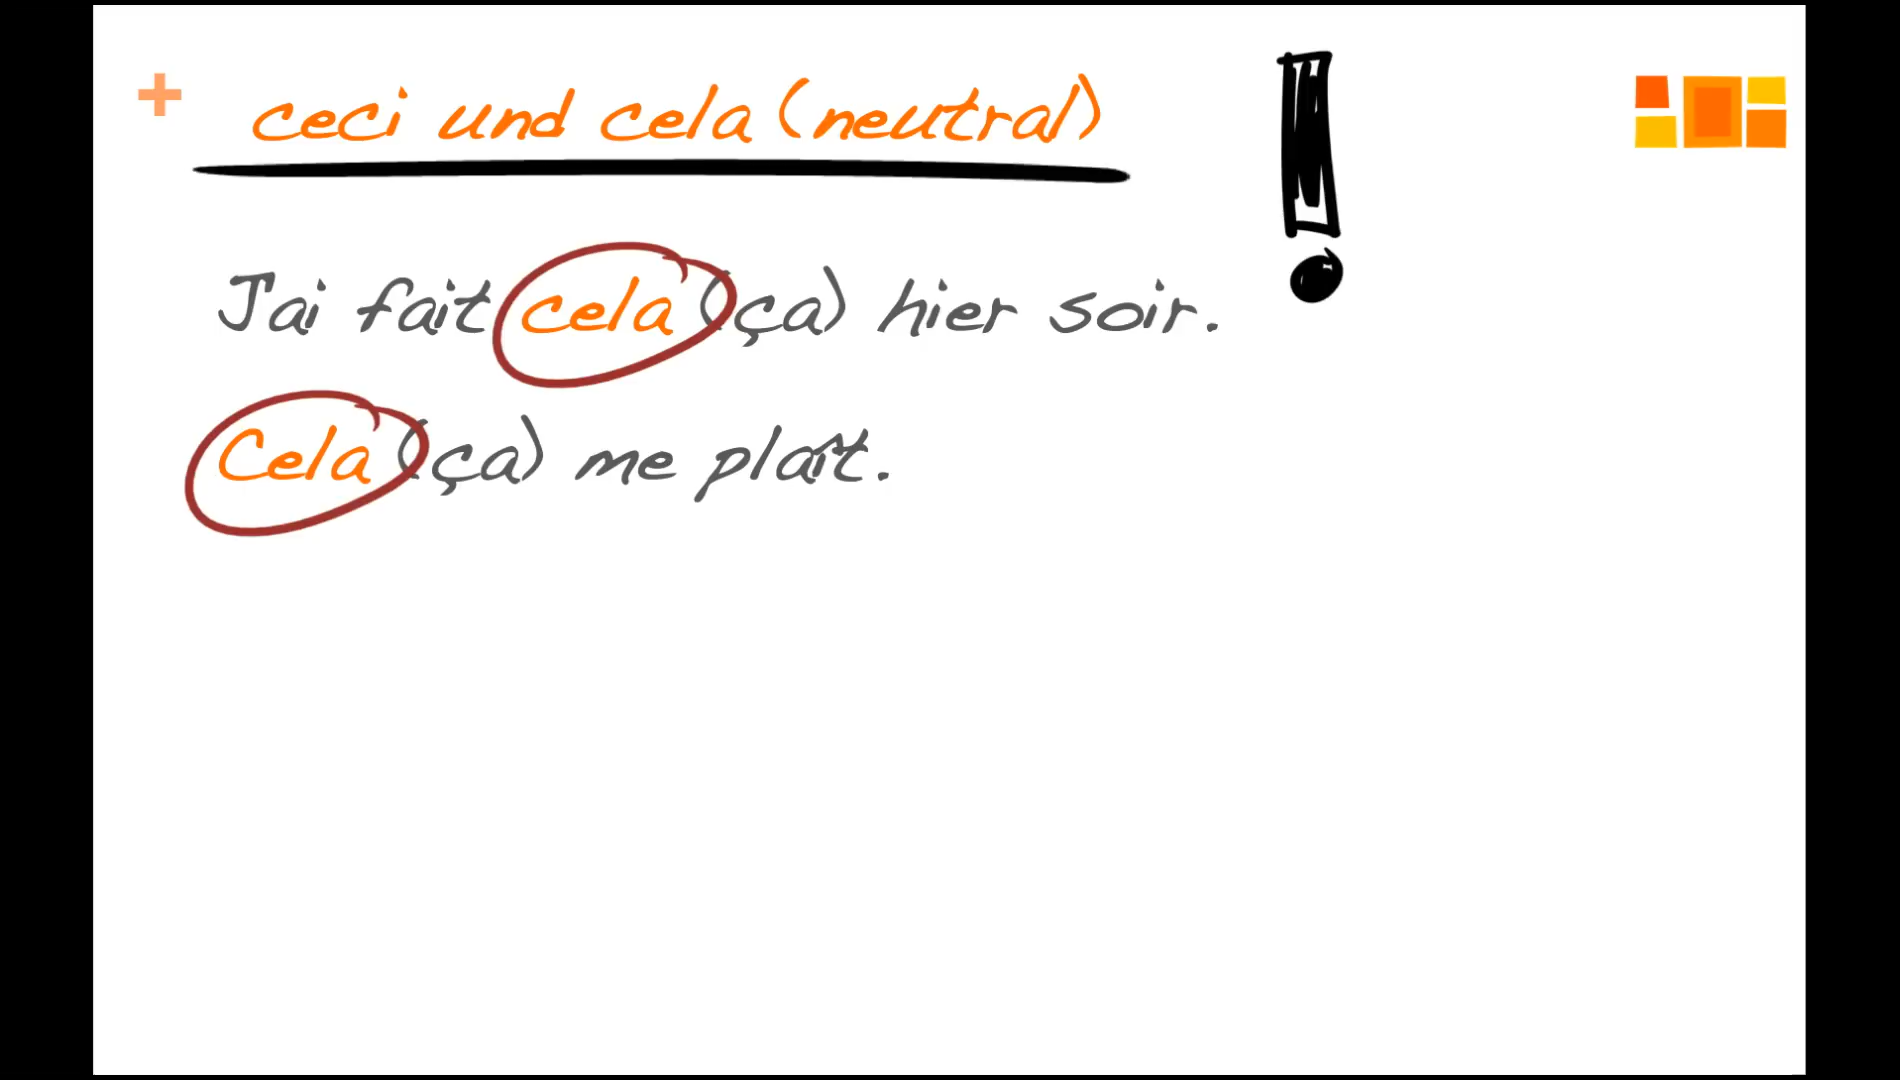 ceci und cela (neutral)
J'ai fait cela (ça) hier soir.
Cela (ça) me plaît.